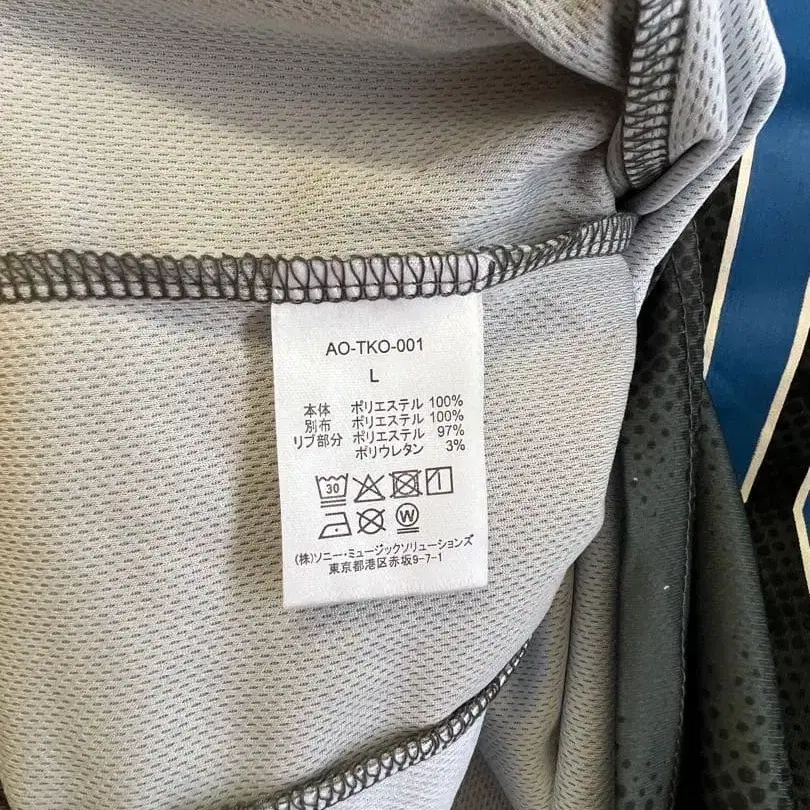 AO-TKO-001
L
本体 ポリエステル 100%
別布 ポリエステル 100%
リブ部分 ポリエステル 97%
ポリウレタン 3%
30
W
(株)ソニー・ミュージックソリューションズ
東京都港区赤坂9-7-1